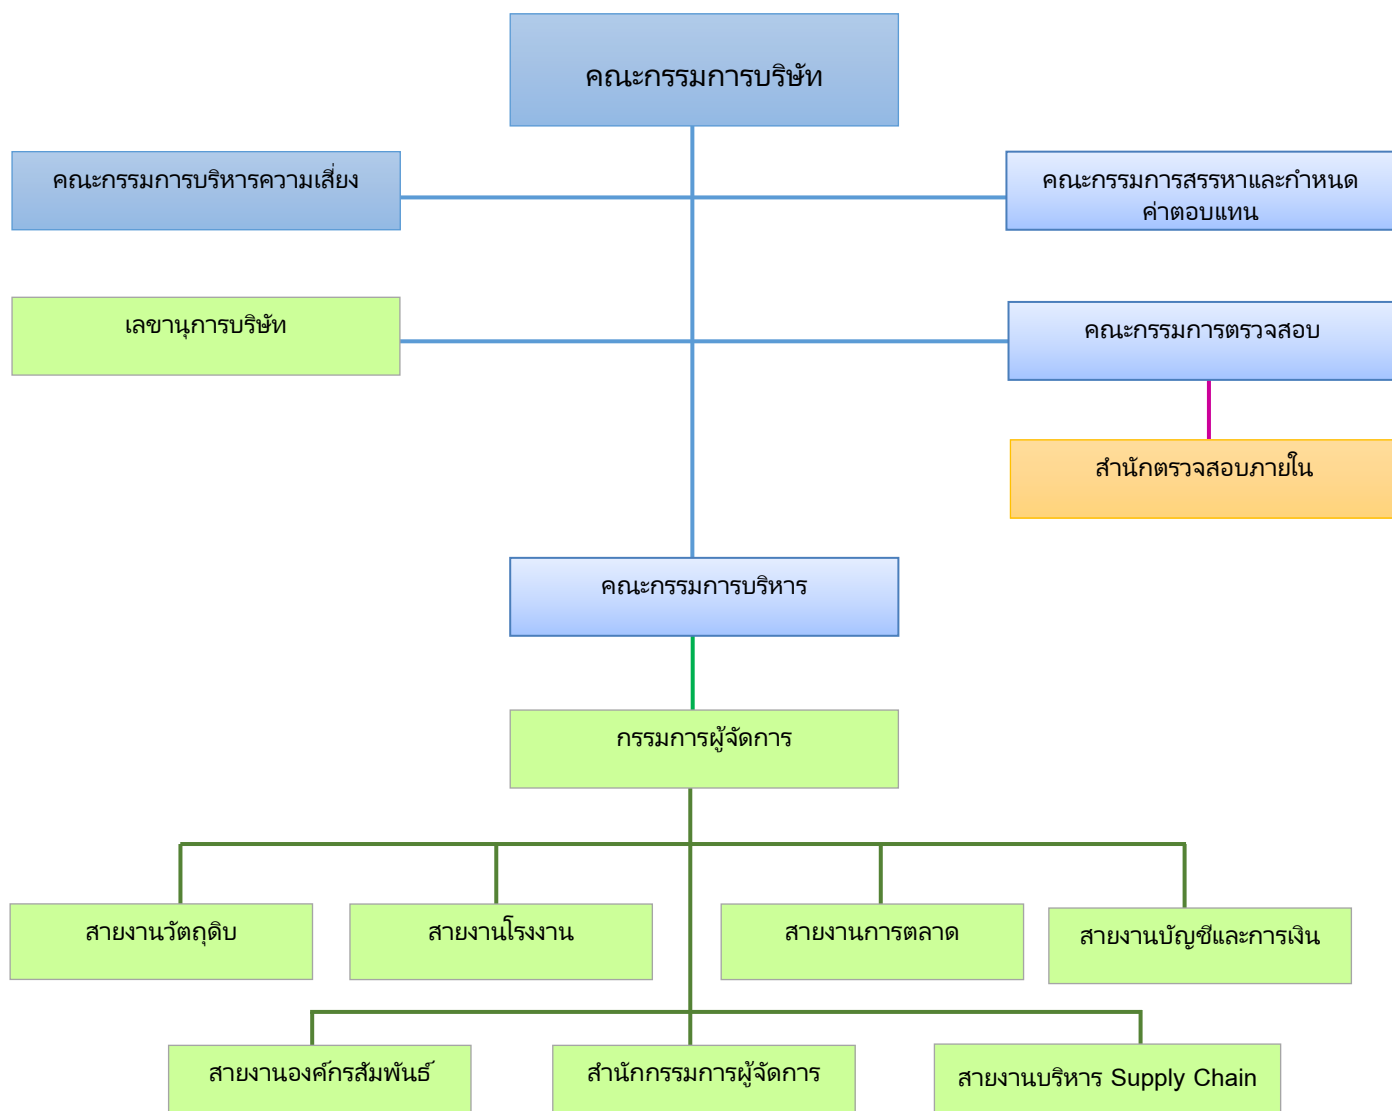 คณะกรรมการบริษัท
คณะกรรมการบริหารความเสี่ยง
คณะกรรมการสรรหาและกำหนด
ค่าตอบแทน
เลขานุการบริษัท
คณะกรรมการตรวจสอบ
สำนักตรวจสอบภายใน
คณะกรรมการบริหาร
กรรมการผู้จัดการ
สายงานวัตถุดิบ
สายงานโรงงาน
สายงานการตลาด
สายงานบัญชีและการเงิน
สายงานองค์กรสัมพันธ์
สำนักกรรมการผู้จัดการ
สายงานบริหาร Supply Chain